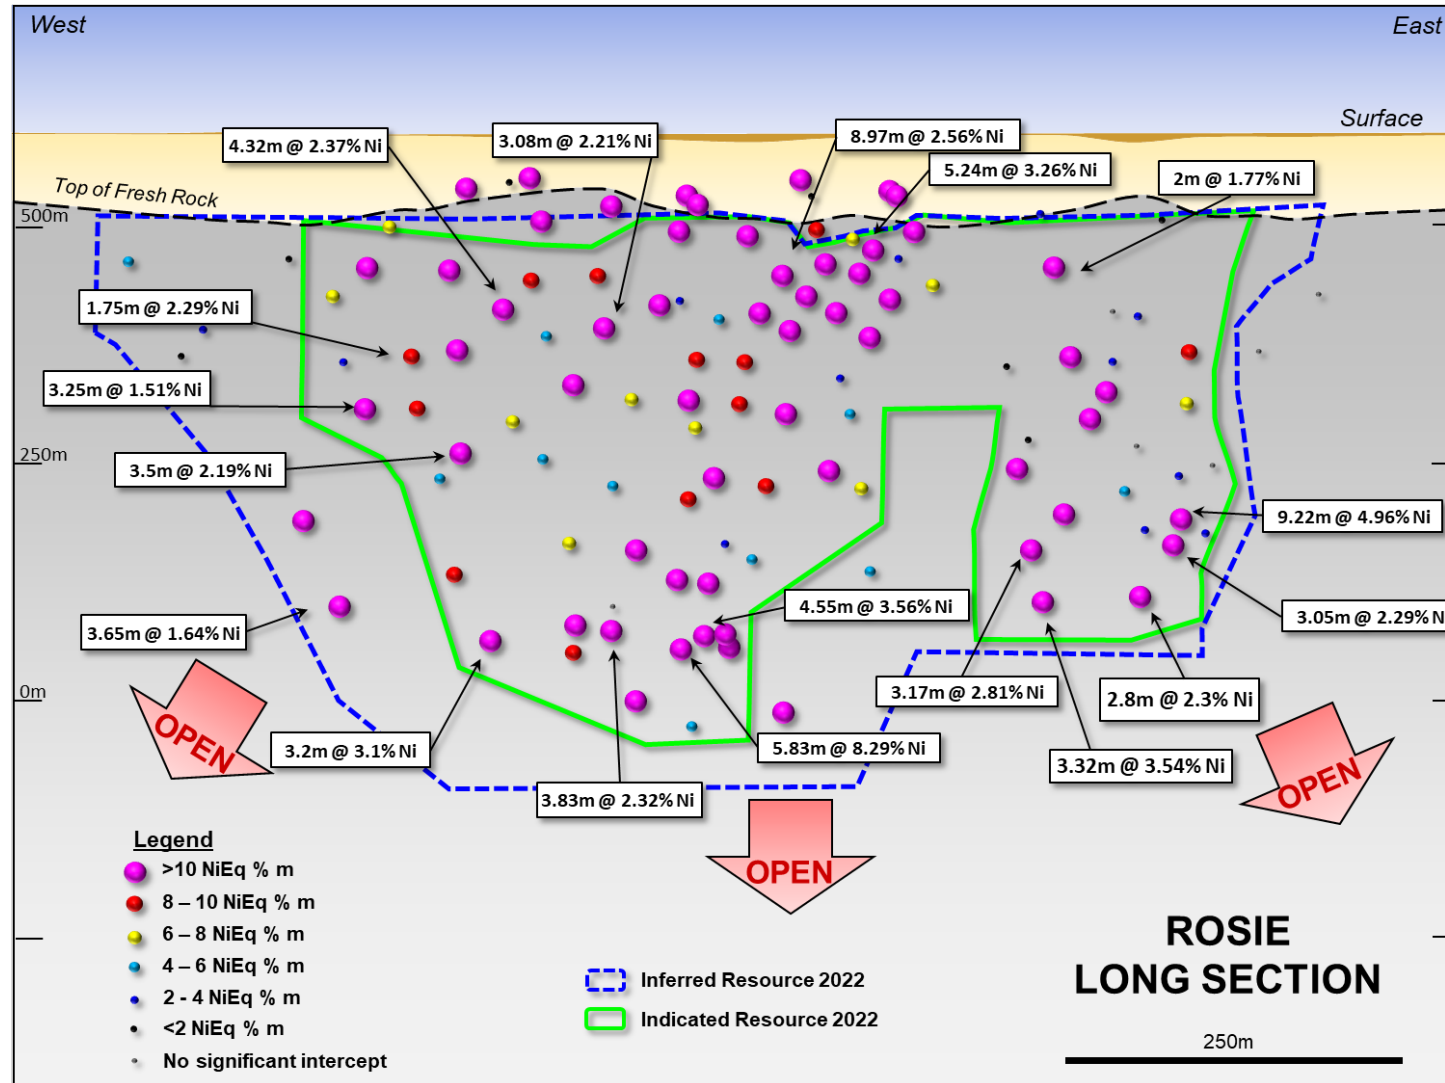 West
East
Surface
4.32m @ 2.37% Ni
3.08m @ 2.21% Ni
8.97m @ 2.56% Ni
5.24m @ 3.26% Ni
2m @ 1.77% Ni
Top of Fresh Rock
500m
1.75m @ 2.29% Ni
3.25m @ 1.51% Ni
250m
3.5m @ 2.19% Ni
9.22m @ 4.96% Ni
3.65m @ 1.64% Ni
4.55m @ 3.56% Ni
3.05m @ 2.29% N
0m
3.17m @ 2.81% Ni
2.8m @ 2.3% Ni
OPEN
3.2m @ 3.1% Ni
5.83m @ 8.29% Ni
3.32m @ 3.54% Ni
OPEN
3.83m @ 2.32% Ni
OPEN
Legend
>10 NiEq % m
8 – 10 NiEq % m
6 – 8 NiEq % m
4 – 6 NiEq % m
2 - 4 NiEq % m
<2 NiEq % m
No significant intercept
Inferred Resource 2022
Indicated Resource 2022
ROSIE
LONG SECTION
250m